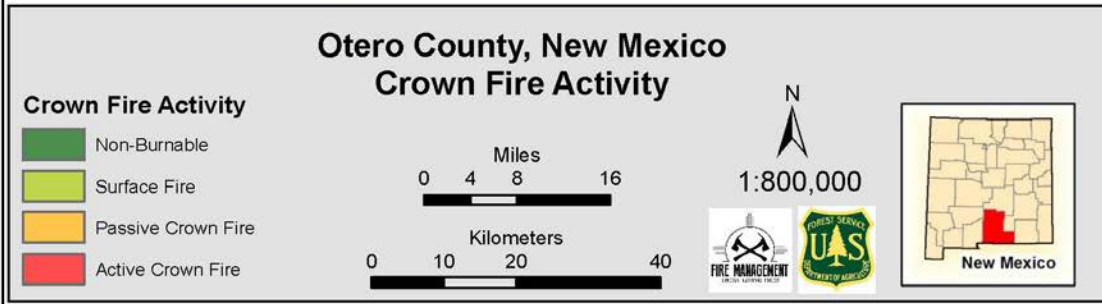 Otero County, New Mexico
Crown Fire Activity
Crown Fire Activity
Non-Burnable
Surface Fire
Passive Crown Fire
Active Crown Fire
Miles
0 4 8 16
Kilometers
0 10 20 40
N
1:800,000
FIRE MANAGEMENT
FOREST SERVICE
U S
DEPARTMENT OF AGRICULTURE
New Mexico